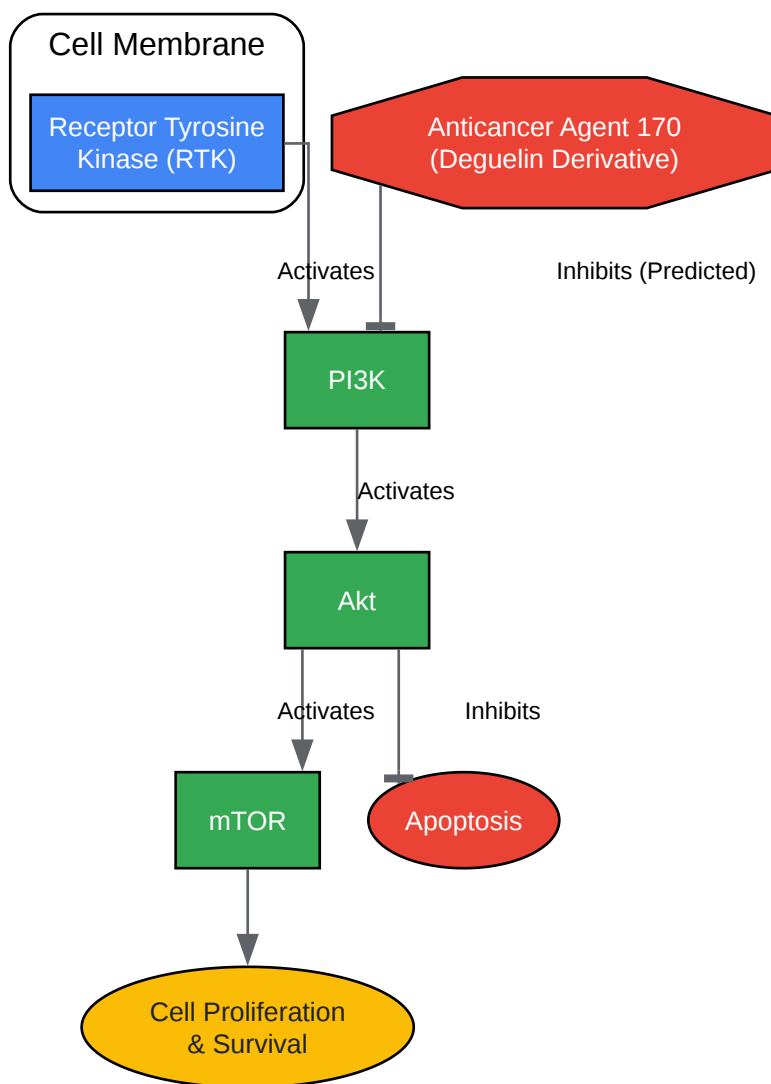 Cell Membrane
Receptor Tyrosine
Kinase (RTK)
Anticancer Agent 170
(Deguelin Derivative)
Activates
Inhibits (Predicted)
PI3K
Activates
Akt
Activates
Inhibits
mTOR
Apoptosis
Cell Proliferation
& Survival